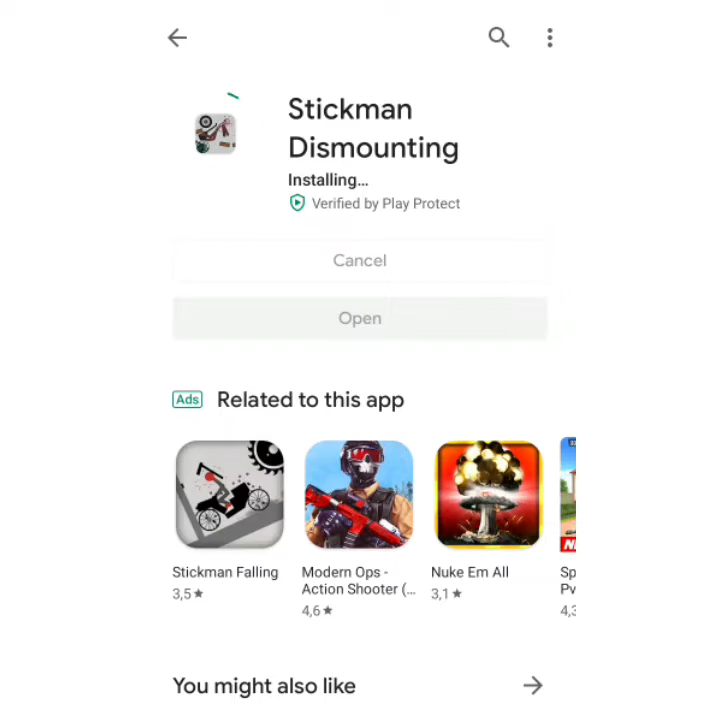 Stickman
Dismounting
Installing...
Verified by Play Protect
Cancel
Open
Ads Related to this app
Stickman Falling
3,5★
Modern Ops -
Action Shooter (...
4,6★
Nuke Em All
3,1★
Sp
Pv
4,3
You might also like